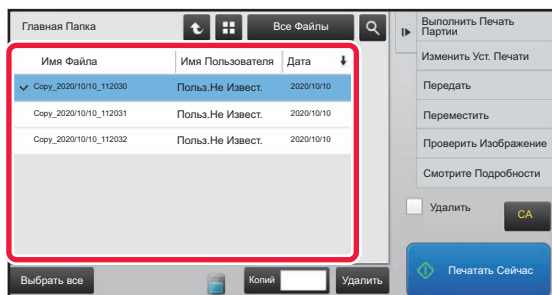 Главная Папка
Все Файлы
Имя Файла
Имя Пользователя
Дата
Copy_2020/10/10_112030
Польз.Не Извест.
2020/10/10
Copy_2020/10/10_112031
Польз.Не Извест.
2020/10/10
Copy_2020/10/10_112032
Польз.Не Извест.
2020/10/10
Выбрать все
Копий
Удалить
Выполнить Печать
Партии
Изменить Уст. Печати
Передать
Переместить
Проверить Изображение
Смотрите Подробности
Удалить
CA
Печатать Сейчас